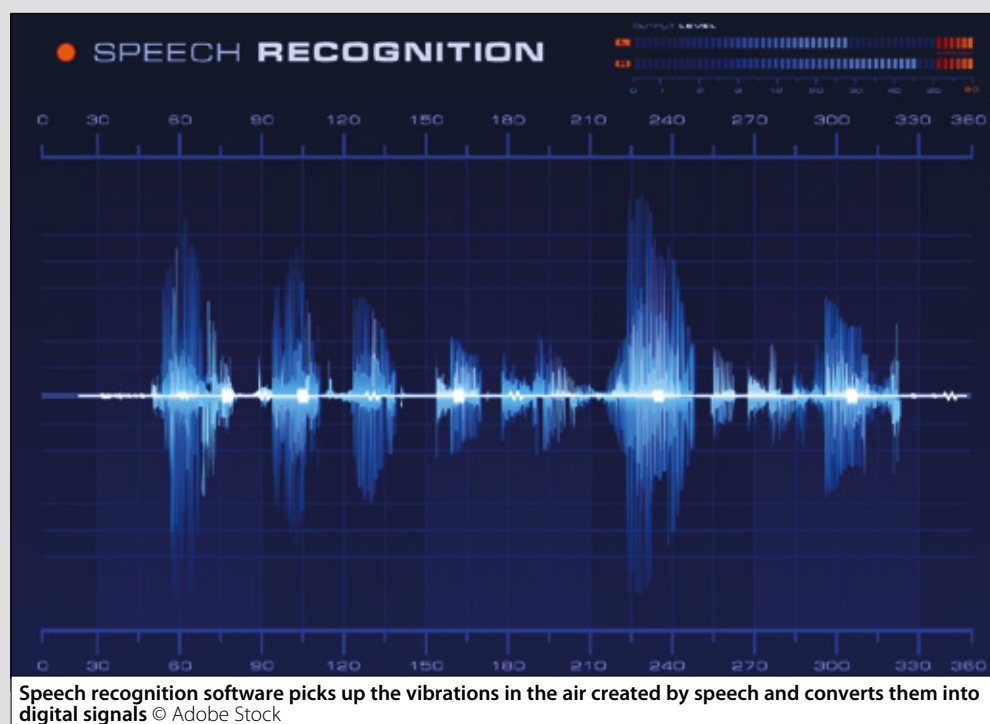 OUTPUT LEVEL
SPEECH RECOGNITION
0 30 60 90 120 150 180 210 240 270 300 330 360
0 30 60 90 120 150 180 210 240 270 300 330 360
Speech recognition software picks up the vibrations in the air created by speech and converts them into
digital signals © Adobe Stock